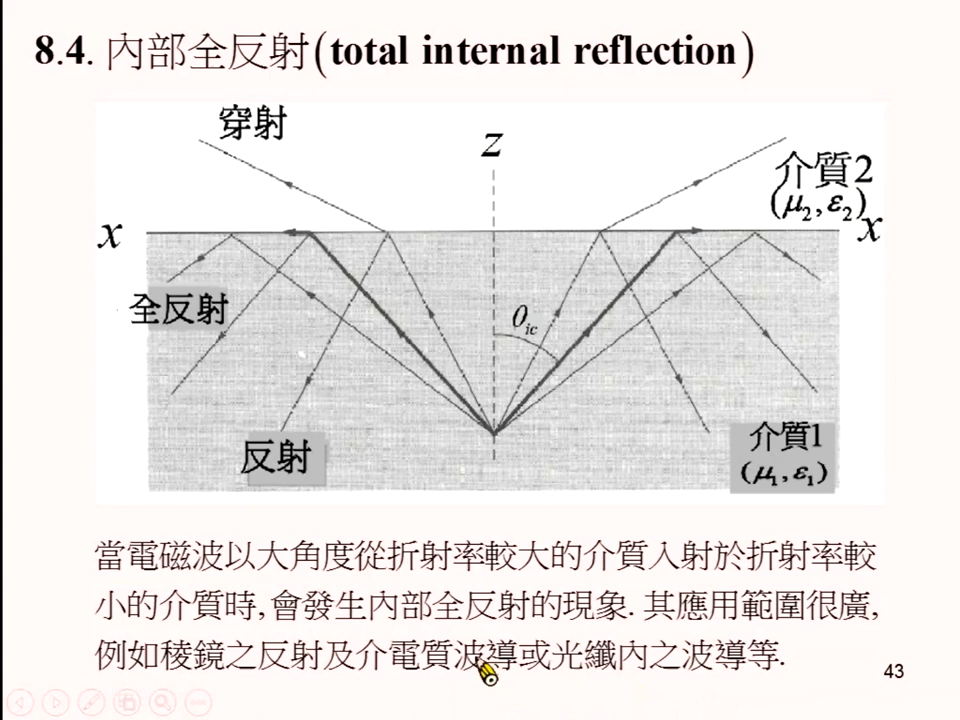 8.4. 內部全反射(total internal reflection)
穿射
z
介質2
(μ₂,ε₂)
x
x
全反射
θic
反射
介質1
(μ₁,ε₁)
當電磁波以大角度從折射率較大的介質入射於折射率較
小的介質時,會發生內部全反射的現象. 其應用範圍很廣,
例如稜鏡之反射及介電質波導或光纖內之波導等.
43